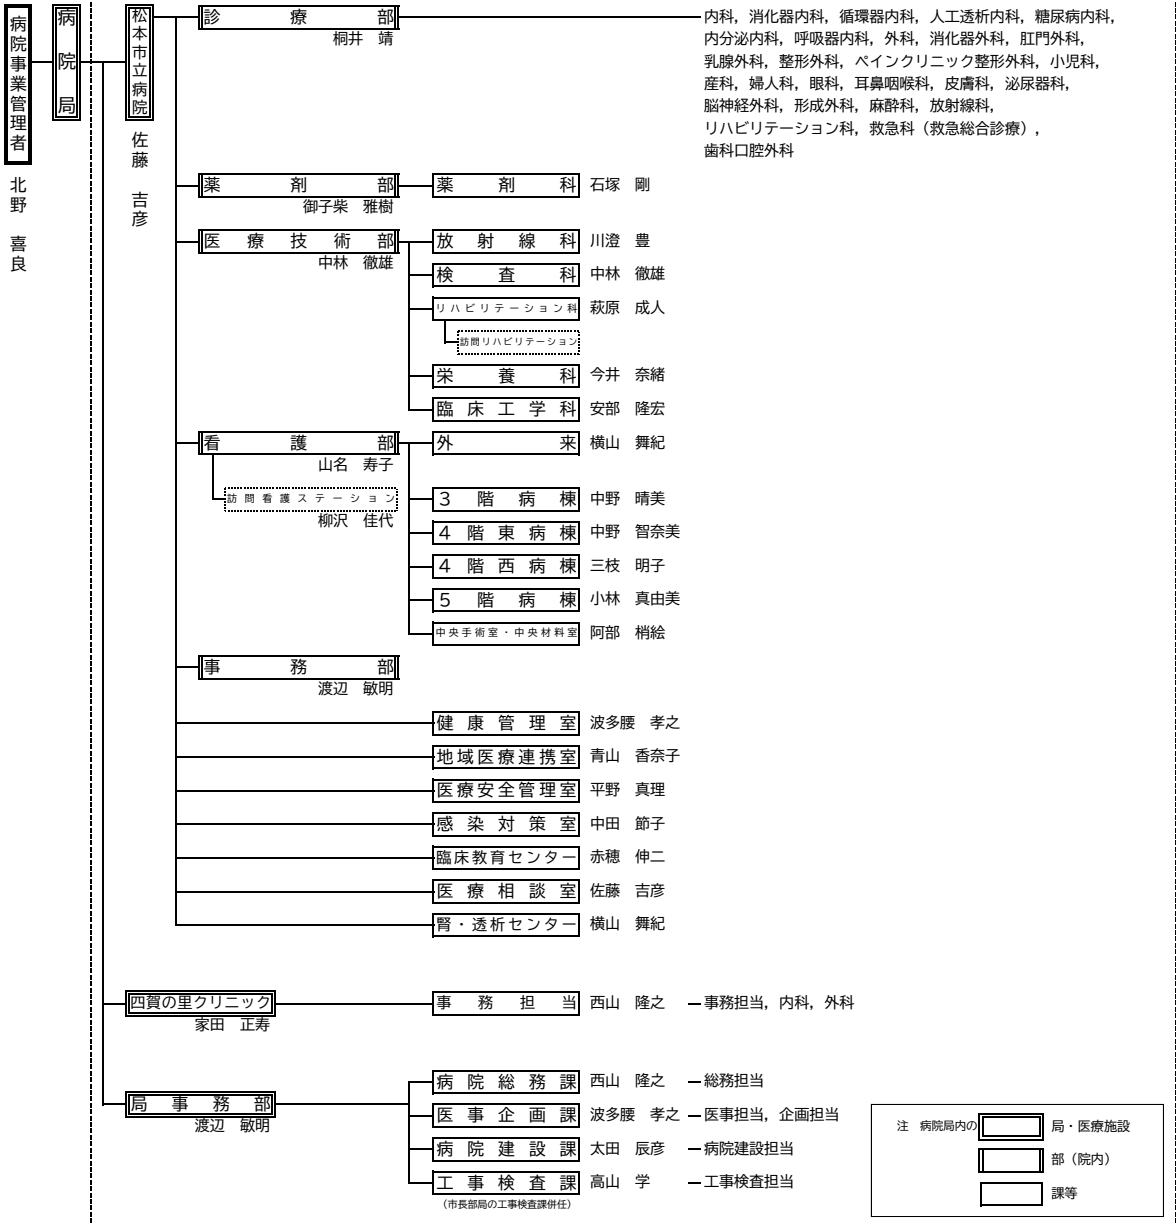 病院事業管理者
北野 喜良
病院局
松本市立病院
佐藤 吉彦
診療部
桐井 靖
内科，消化器内科，循環器内科，人工透析内科，糖尿病内科，
内分泌内科，呼吸器内科，外科，消化器外科，肛門外科，
乳腺外科，整形外科，ペインクリニック整形外科，小児科，
産科，婦人科，眼科，耳鼻咽喉科，皮膚科，泌尿器科，
脳神経外科，形成外科，麻酔科，放射線科，
リハビリテーション科，救急科（救急総合診療），
歯科口腔外科
薬剤部
御子柴 雅樹
薬剤科 石塚 剛
医療技術部
中林 徹雄
放射線科 川澄 豊
検査科 中林 徹雄
リハビリテーション科 萩原 成人
訪問リハビリテーション
栄養科 今井 奈緒
臨床工学科 安部 隆宏
看護部
山名 寿子
訪問看護ステーション
柳沢 佳代
外来 横山 舞紀
3階病棟 中野 晴美
4階東病棟 中野 智奈美
4階西病棟 三枝 明子
5階病棟 小林 真由美
中央手術室・中央材料室 阿部 梢絵
事務部
渡辺 敏明
健康管理室 波多腰 孝之
地域医療連携室 青山 香奈子
医療安全管理室 平野 真理
感染対策室 中田 節子
臨床教育センター 赤穂 伸二
医療相談室 佐藤 吉彦
腎・透析センター 横山 舞紀
四賀の里クリニック
家田 正寿
事務担当 西山 隆之 事務担当，内科，外科
局事務部
渡辺 敏明
病院総務課 西山 隆之 総務担当
医事企画課 波多腰 孝之 医事担当，企画担当
病院建設課 太田 辰彦 病院建設担当
工事検査課 高山 学 工事検査担当
（市長部局の工事検査課併任）
注 病院局内の 局・医療施設
部（院内）
課等